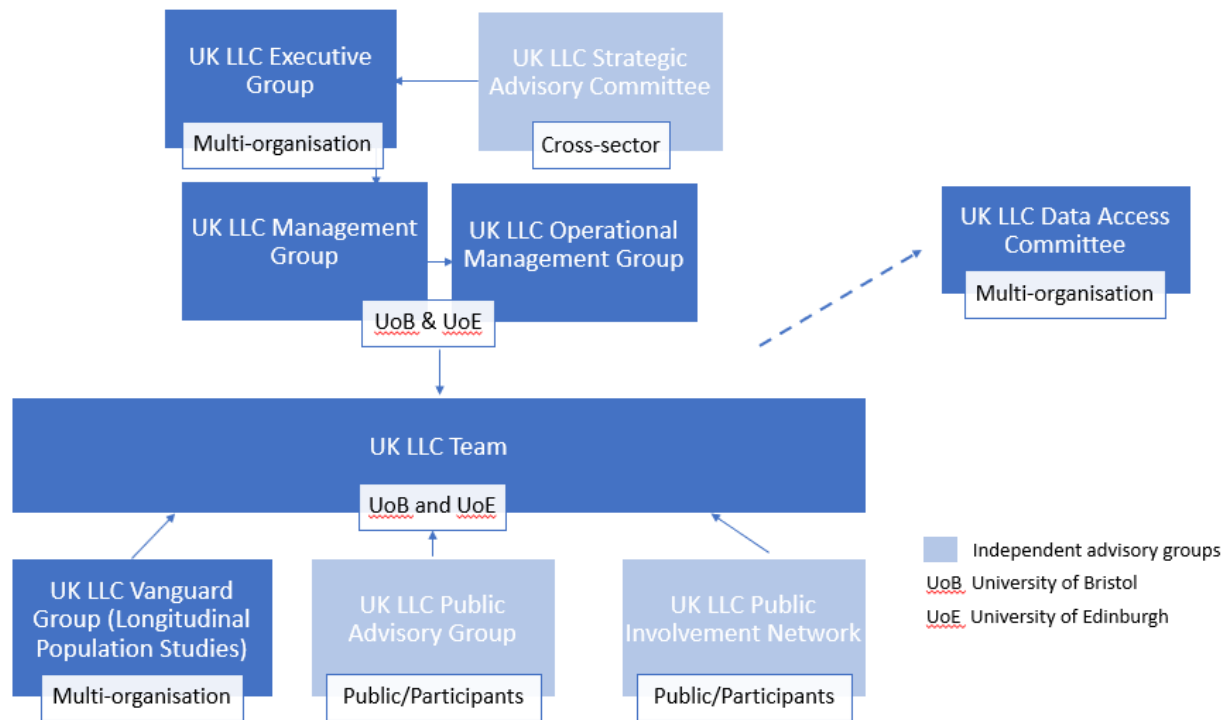 UK LLC Executive
Group
Multi-organisation
UK LLC Strategic
Advisory Committee
Cross-sector
UK LLC Management
Group
UK LLC Operational
Management Group
UoB & UoE
UK LLC Data Access
Committee
Multi-organisation
UK LLC Team
UoB and UoE
UK LLC Vanguard
Group (Longitudinal
Population Studies)
Multi-organisation
UK LLC Public
Advisory Group
Public/Participants
UK LLC Public
Involvement Network
Public/Participants
Independent advisory groups
UoB University of Bristol
UoE University of Edinburgh